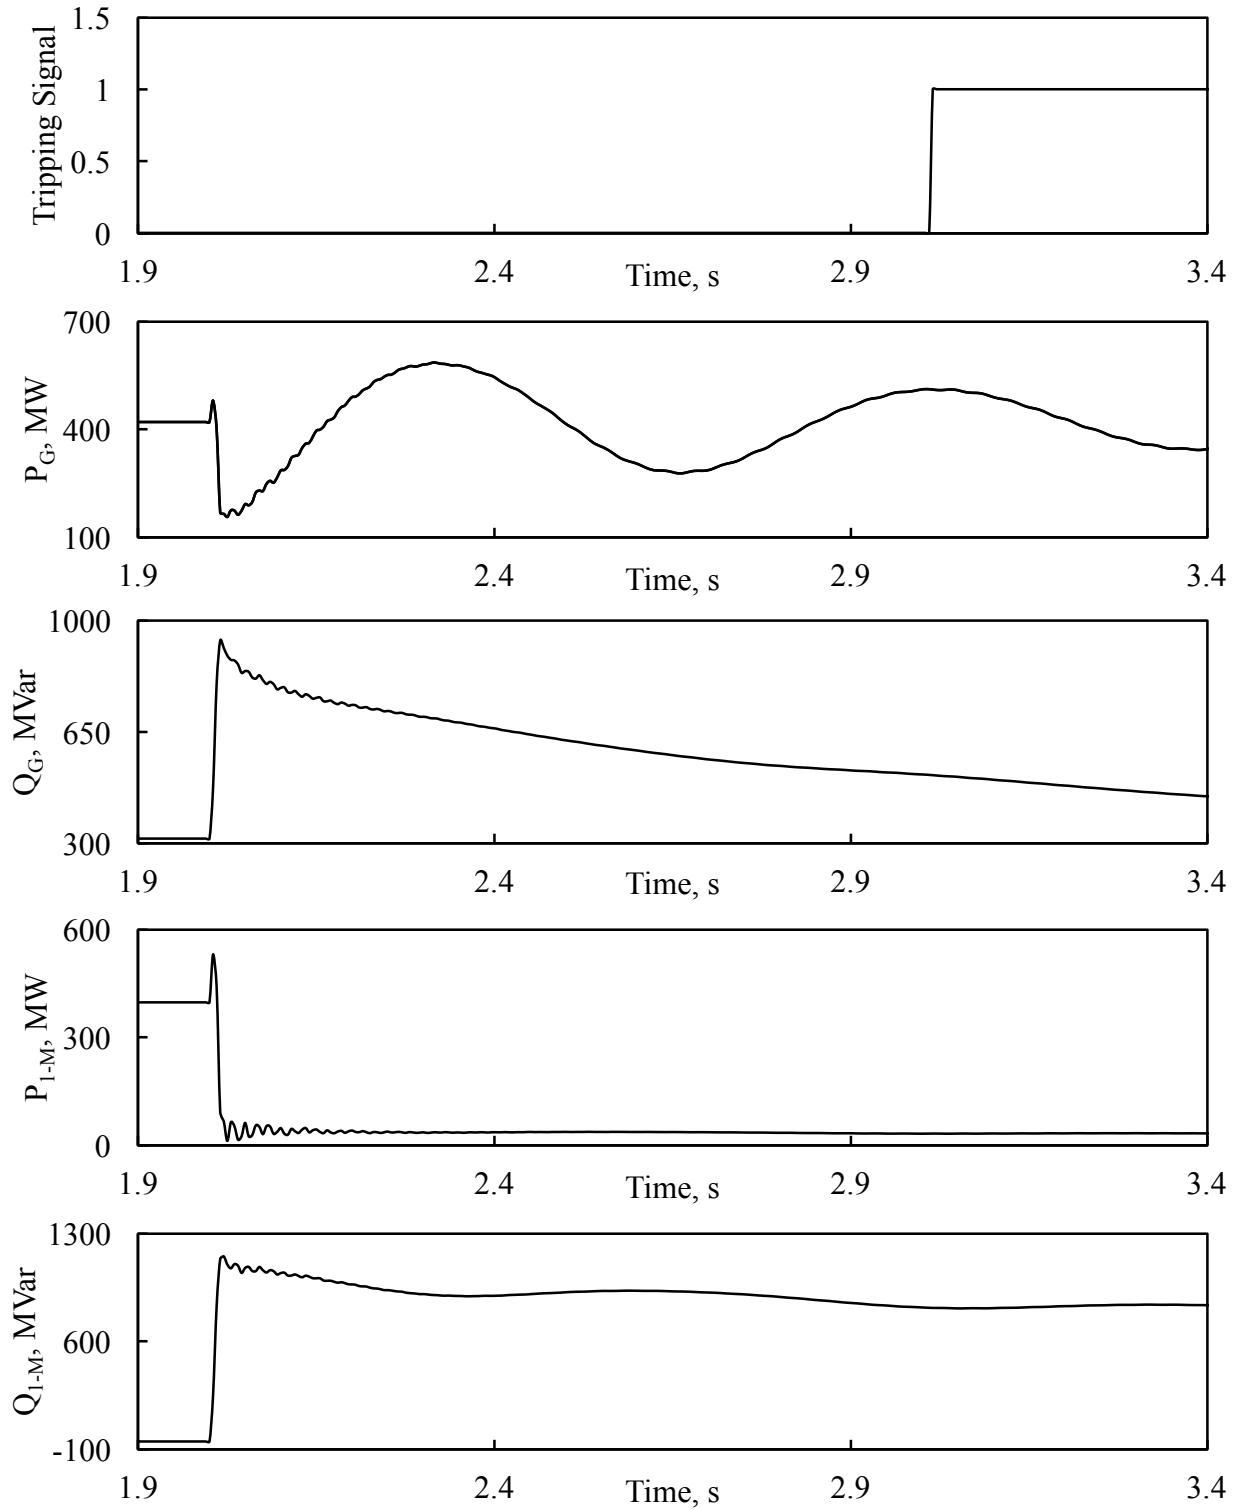 1.5
1
0.5
0
Tripping Signal
1.9 2.4 Time, s 2.9 3.4
700
400
100
P_G, MW
1.9 2.4 Time, s 2.9 3.4
1000
650
300
Q_G, MVar
1.9 2.4 Time, s 2.9 3.4
600
300
0
P_1-M, MW
1.9 2.4 Time, s 2.9 3.4
1300
600
-100
Q_1-M, MVar
1.9 2.4 Time, s 2.9 3.4